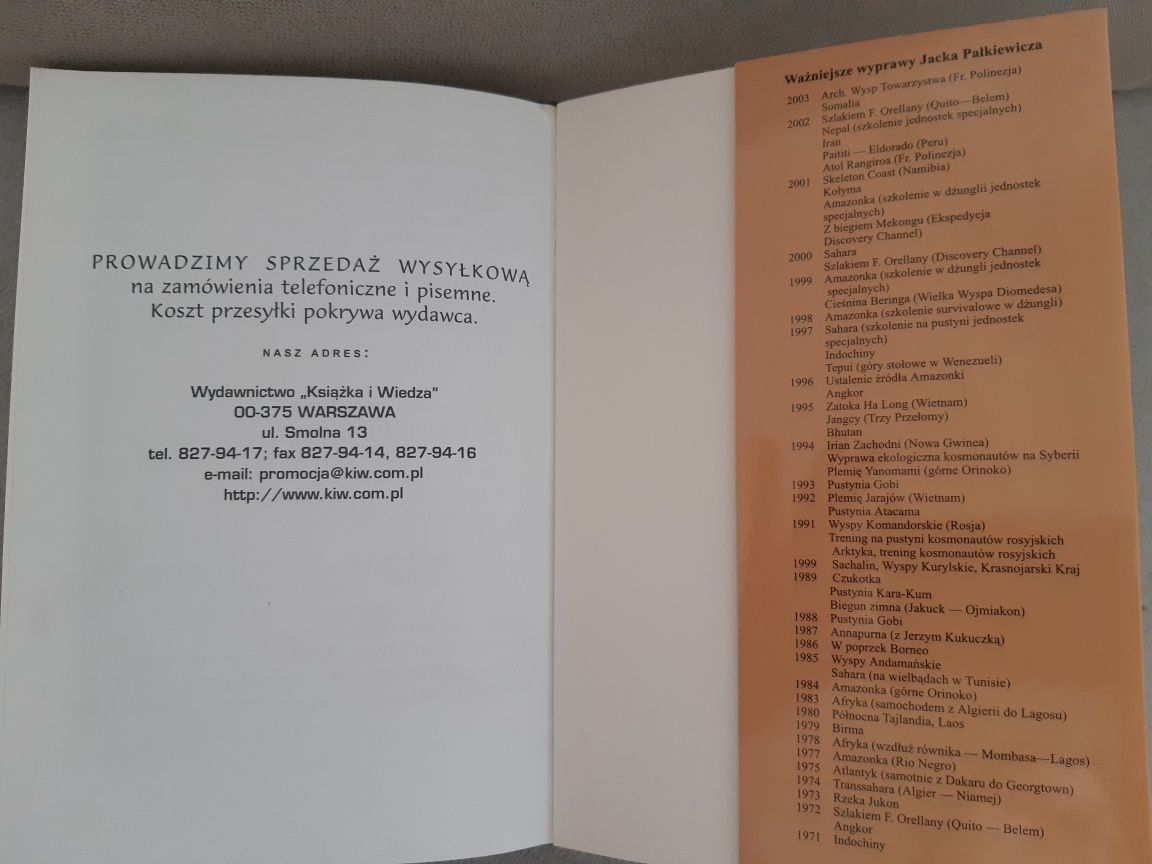 PROWADZIMY SPRZEDAŻ WYSYŁKOWĄ
na zamówienia telefoniczne i pisemne.
Koszt przesyłki pokrywa wydawca.
NASZ ADRES:
Wydawnictwo „Książka i Wiedza”
00-375 WARSZAWA
ul. Smolna 13
tel. 827-94-17; fax 827-94-14, 827-94-16
e-mail: promocja@kiw.com.pl
http://www.kiw.com.pl
Ważniejsze wyprawy Jacka Pałkiewicza
2003 Arch. Wysp Towarzystwa (Fr. Polinezja)
Somalia
2002 Szlakiem F. Orellany (Quito—Belem)
Nepal (szkolenie jednostek specjalnych)
Iran
Paititi — Eldorado (Peru)
Atol Rangiroa (Fr. Polinezja)
2001 Skeleton Coast (Namibia)
Kołyma
Amazonka (szkolenie w dżunglii jednostek
specjalnych)
Z biegiem Mekongu (Ekspedycja
Discovery Channel)
2000 Sahara
Szlakiem F. Orellany (Discovery Channel)
1999 Amazonka (szkolenie w dżungli jednostek
specjalnych)
Cieśnina Beringa (Wielka Wyspa Diomedesa)
1998 Amazonka (szkolenie survivalowe w dżungli)
1997 Sahara (szkolenie na pustyni jednostek
specjalnych)
Indochiny
Tepui (góry stołowe w Wenezueli)
1996 Ustalenie źródła Amazonki
Angkor
1995 Zatoka Ha Long (Wietnam)
Jangcy (Trzy Przełomy)
Bhutan
1994 Irian Zachodni (Nowa Gwinea)
Wyprawa ekologiczna kosmonautów na Syberii
Plemię Yanomami (górne Orinoko)
1993 Pustynia Gobi
1992 Plemię Jarajów (Wietnam)
Pustynia Atacama
1991 Wyspy Komandorskie (Rosja)
Trening na pustyni kosmonautów rosyjskich
Arktyka, trening kosmonautów rosyjskich
1999 Sachalin, Wyspy Kurylskie, Krasnojarski Kraj
1989 Czukotka
Pustynia Kara-Kum
Biegun zimna (Jakuck — Ojmiakon)
1988 Pustynia Gobi
1987 Annapurna (z Jerzym Kukuczką)
1986 W poprzek Borneo
1985 Wyspy Andamańskie
Sahara (na wielbądach w Tunisie)
1984 Amazonka (górne Orinoko)
1983 Afryka (samochodem z Algierii do Lagosu)
1980 Północna Tajlandia, Laos
1979 Birma
1978 Afryka (wzdłuż równika — Mombasa—Lagos)
1977 Amazonka (Rio Negro)
1975 Atlantyk (samotnie z Dakaru do Georgtown)
1974 Transsahara (Algier — Niamej)
1973 Rzeka Jukon
1972 Szlakiem F. Orellany (Quito — Belem)
Angkor
1971 Indochiny